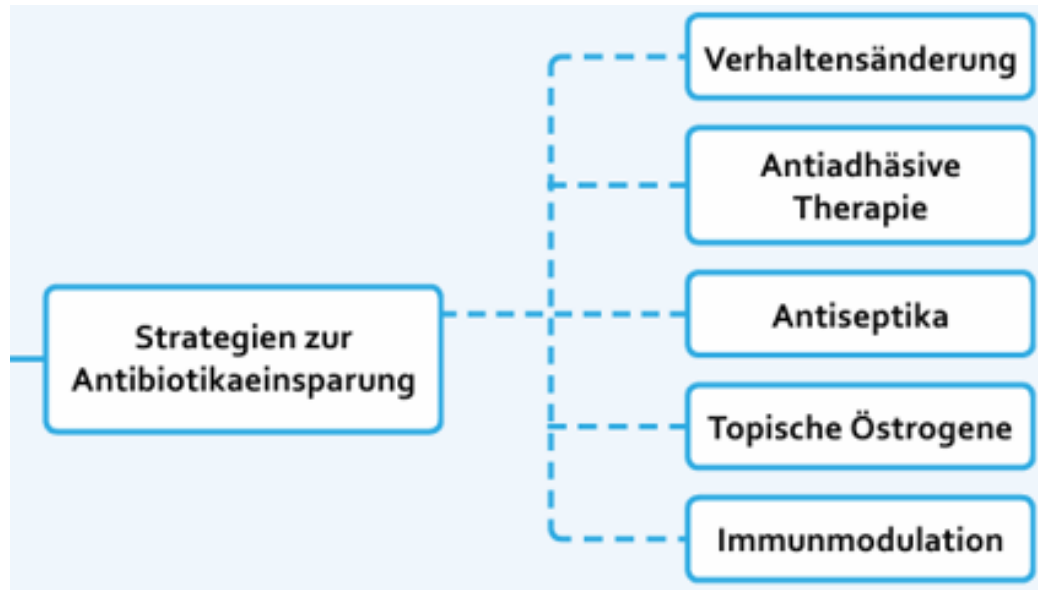 Verhaltensänderung
Antiadhäsive
Therapie
Strategien zur
Antibiotikaeinsparung
Antiseptika
Topische Östrogene
Immunmodulation